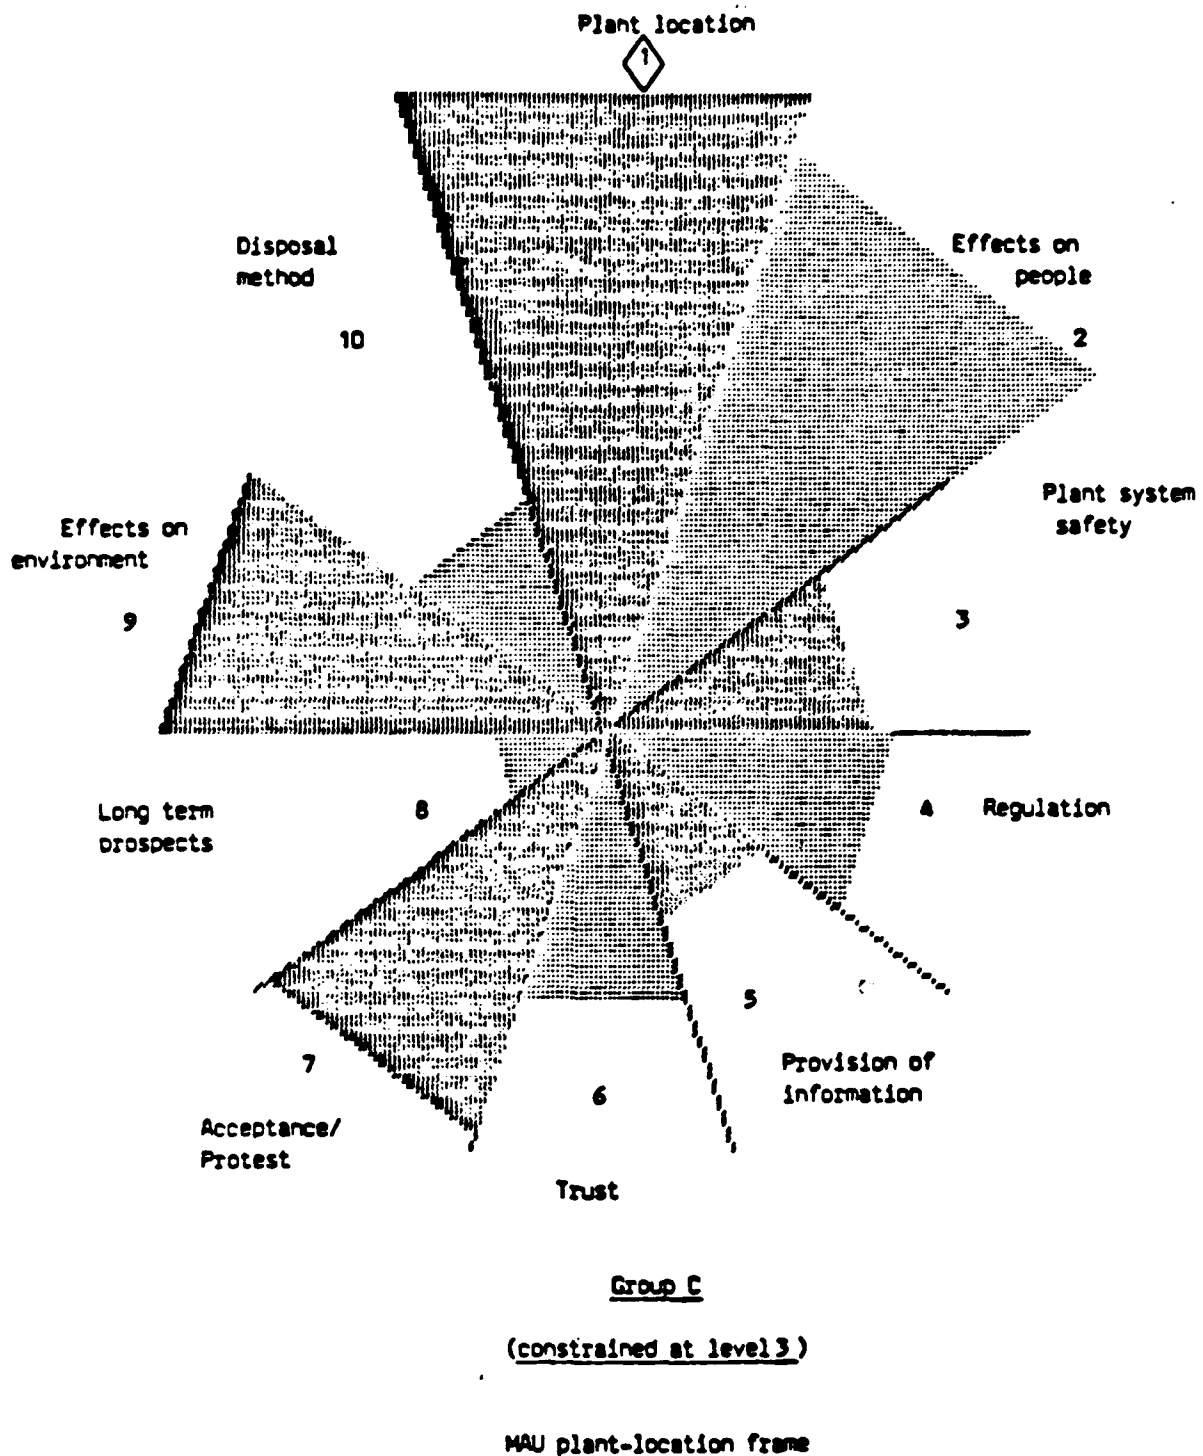 Plant location
1
Disposal
method
10
Effects on
people
2
Plant system
safety
3
Effects on
environment
9
Long term
prospects
8
4 Regulation
5
Provision of
information
7
Acceptance/
Protest
6
Trust
Group C
(constrained at level 3)
MAU plant-location frame